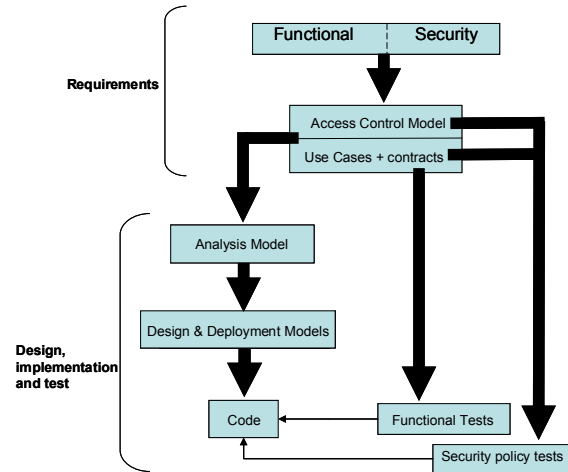 Functional Security
Requirements
Access Control Model
Use Cases + contracts
Analysis Model
Design & Deployment Models
Design,
implementation
and test
Code
Functional Tests
Security policy tests